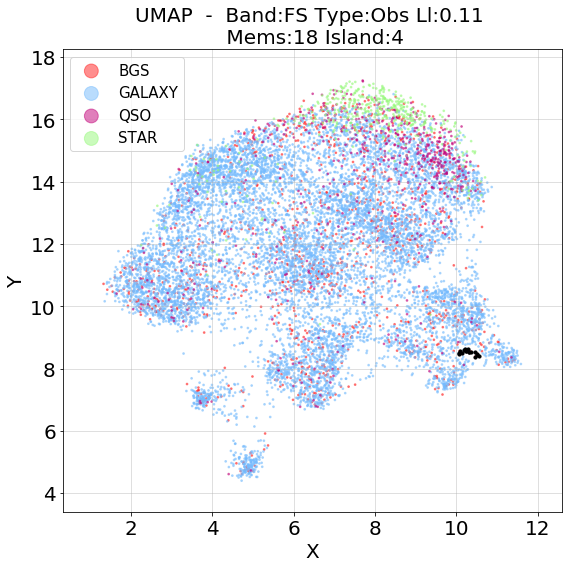 UMAP - Band:FS Type:Obs Ll:0.11
Mems:18 Island:4
BGS
GALAXY
QSO
STAR
18
16
14
12
10
8
6
4
Y
2 4 6 8 10 12
X